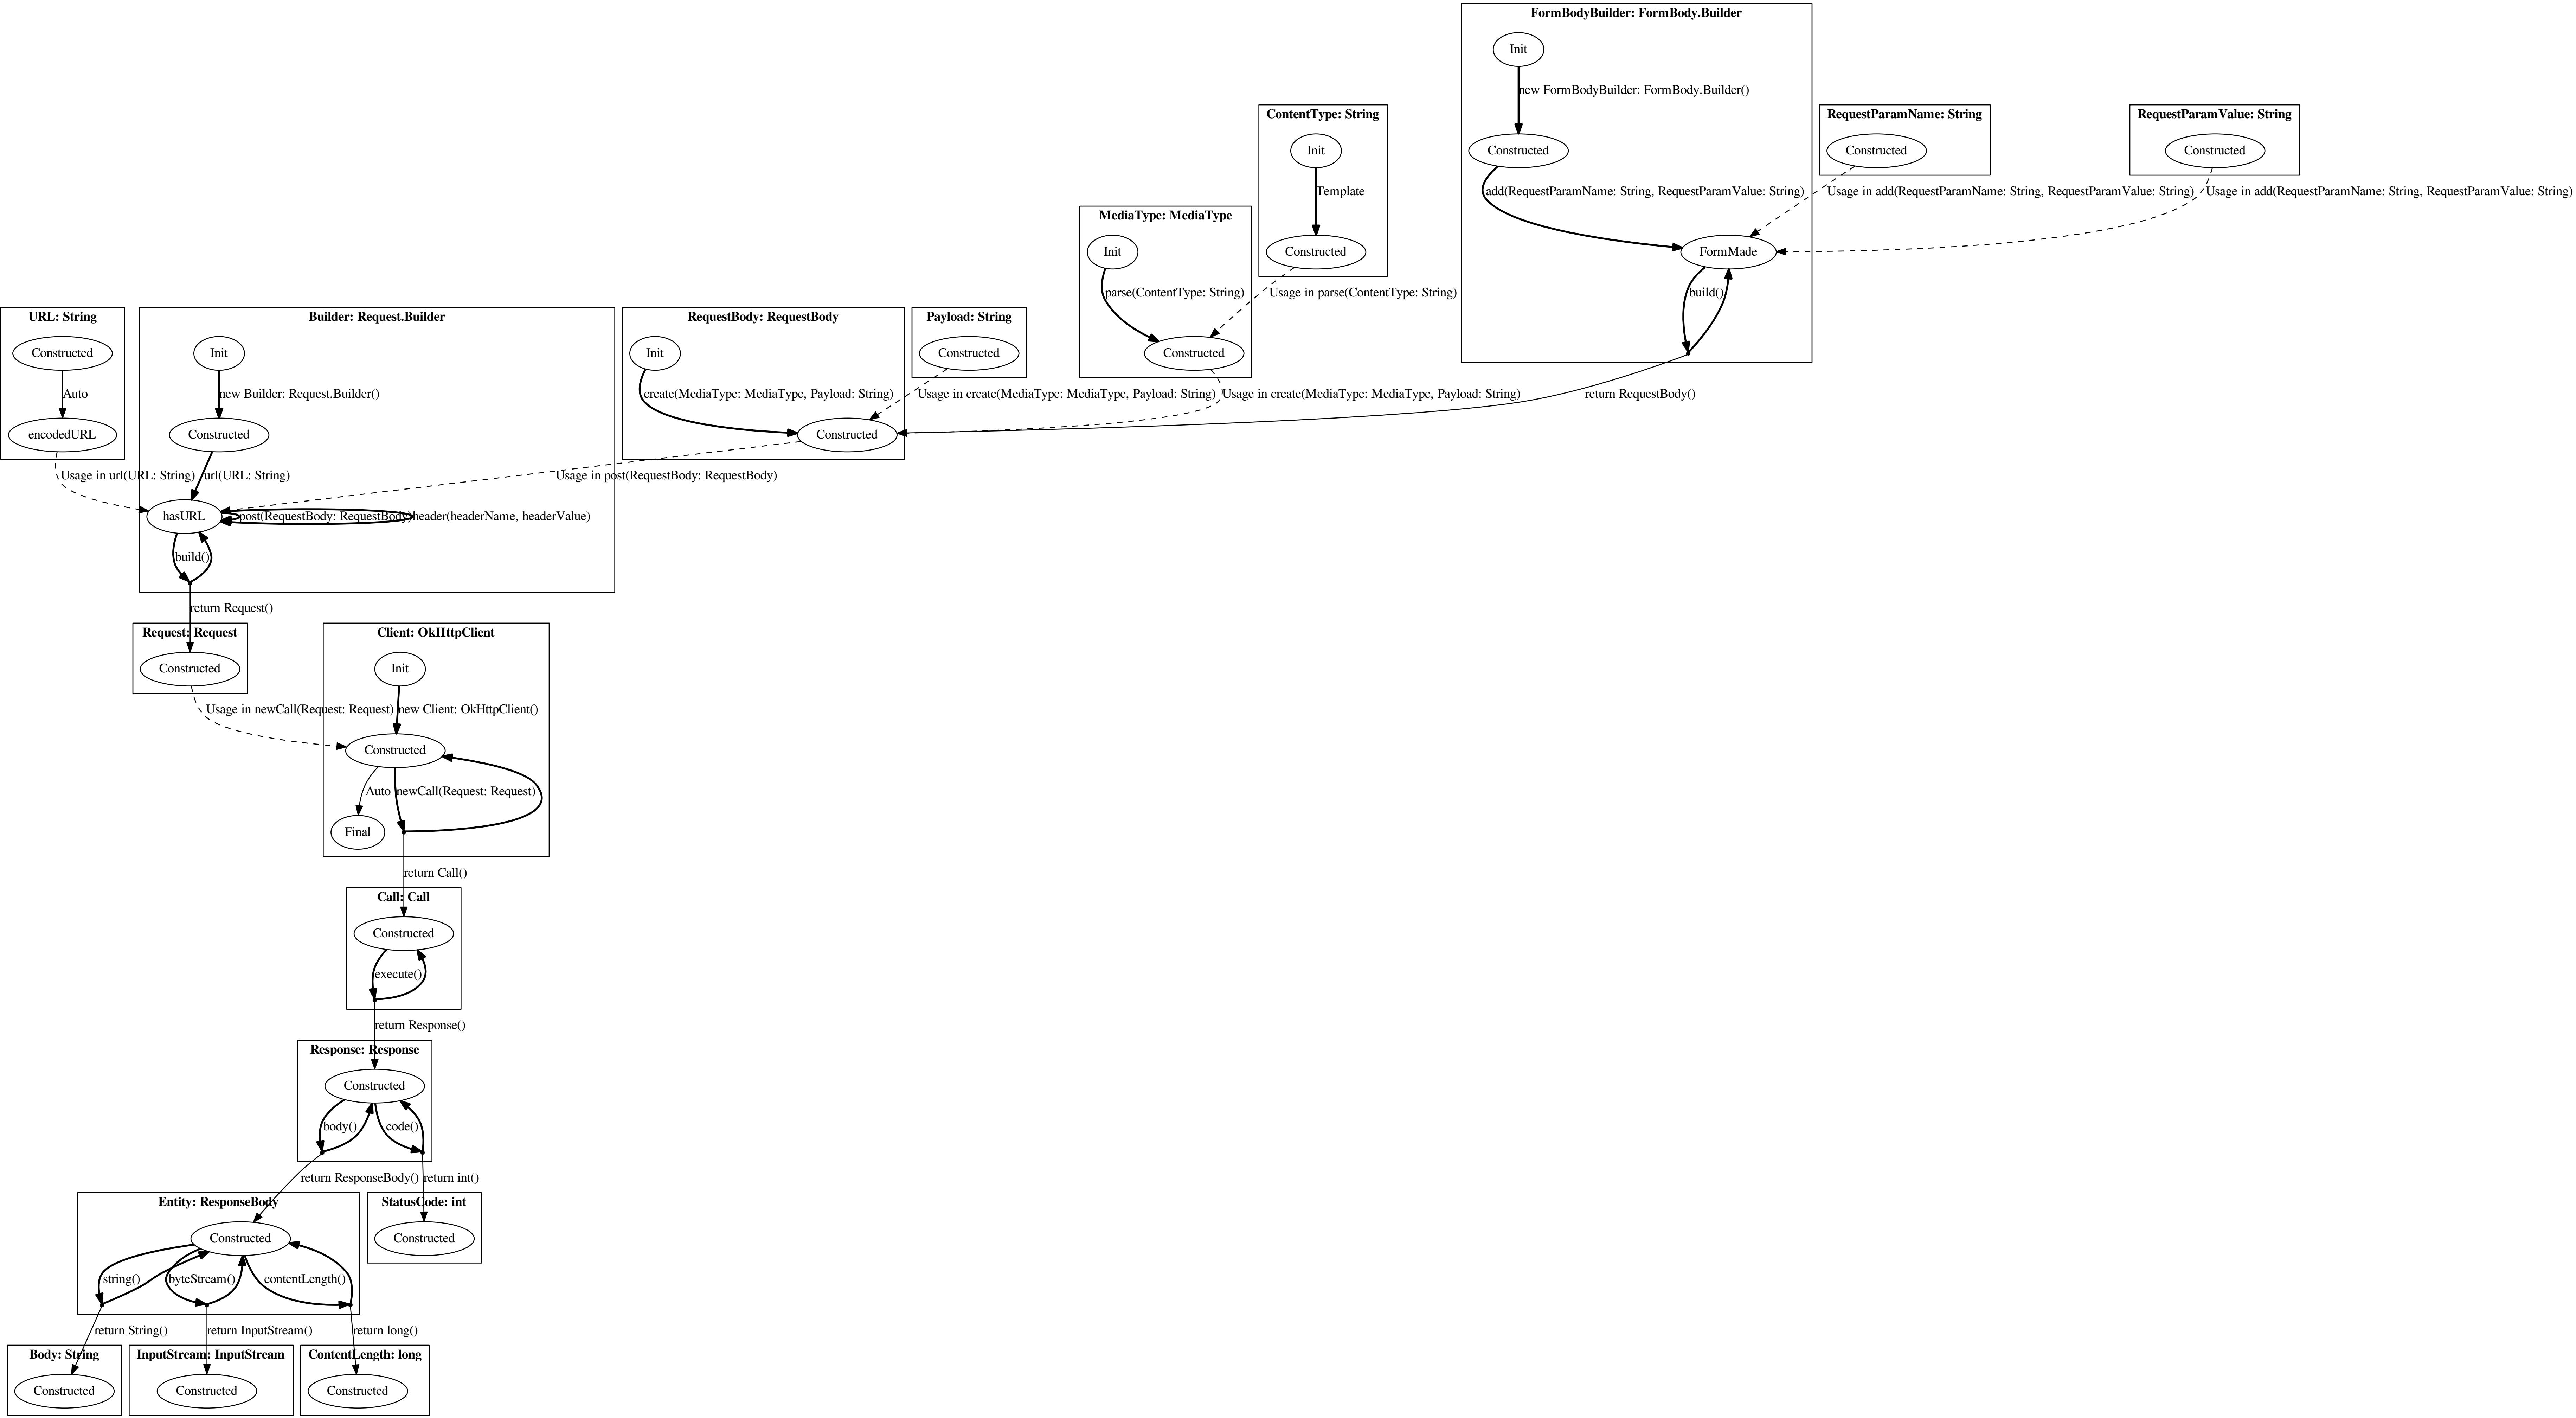 FormBodyBuilder: FormBody.Builder
Init
new FormBodyBuilder: FormBody.Builder()
Constructed
add(RequestParamName: String, RequestParamValue: String)
FormMade
build()
return RequestBody()
RequestParamName: String
Constructed
Usage in add(RequestParamName: String, RequestParamValue: String)
RequestParamValue: String
Constructed
Usage in add(RequestParamName: String, RequestParamValue: String)
ContentType: String
Init
Template
Constructed
Usage in parse(ContentType: String)
MediaType: MediaType
Init
parse(ContentType: String)
Constructed
Usage in create(MediaType: MediaType, Payload: String)
URL: String
Constructed
Auto
encodedURL
Usage in url(URL: String)
Builder: Request.Builder
Init
new Builder: Request.Builder()
Constructed
url(URL: String)
hasURL
post(RequestBody: RequestBody)
header(headerName, headerValue)
build()
return Request()
RequestBody: RequestBody
Init
create(MediaType: MediaType, Payload: String)
Constructed
Usage in post(RequestBody: RequestBody)
Payload: String
Constructed
Usage in create(MediaType: MediaType, Payload: String)
Request: Request
Constructed
Usage in newCall(Request: Request)
Client: OkHttpClient
Init
new Client: OkHttpClient()
Constructed
Auto
newCall(Request: Request)
Final
return Call()
Call: Call
Constructed
execute()
return Response()
Response: Response
Constructed
body()
code()
return ResponseBody()
return int()
Entity: ResponseBody
Constructed
string()
byteStream()
contentLength()
StatusCode: int
Constructed
return String()
return InputStream()
return long()
Body: String
Constructed
InputStream: InputStream
Constructed
ContentLength: long
Constructed